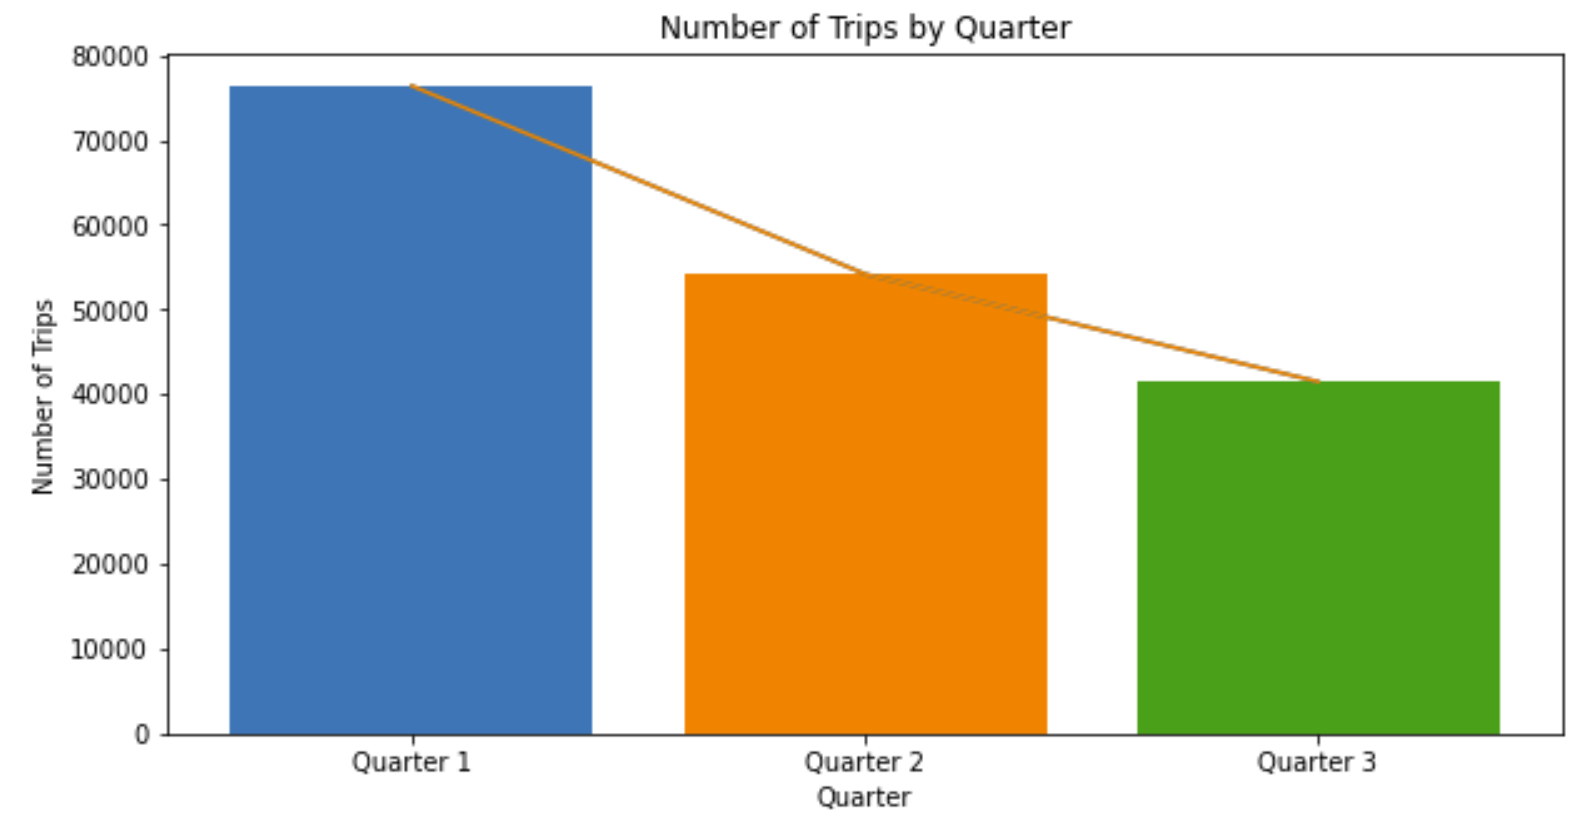 Number of Trips by Quarter
80000
70000
60000
50000
40000
30000
20000
10000
0
Number of Trips
Quarter 1
Quarter 2
Quarter 3
Quarter